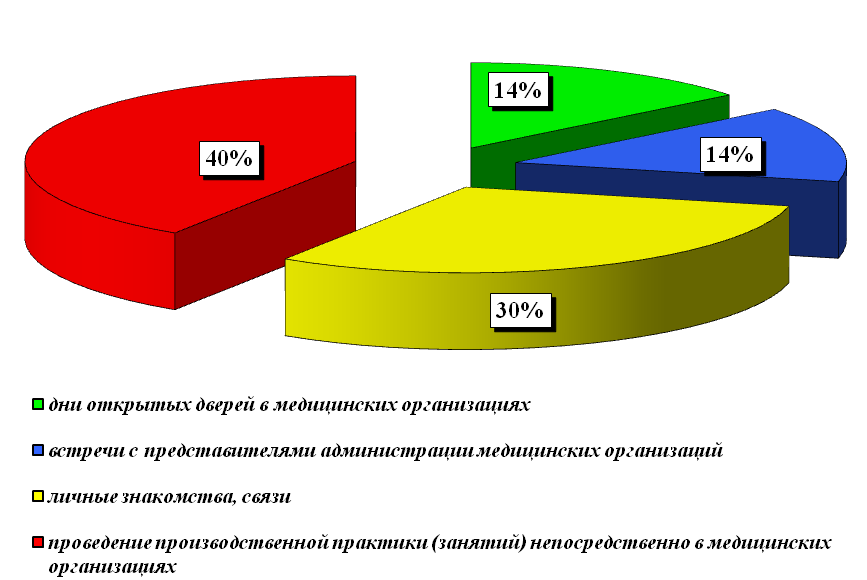 14%
14%
40%
30%
дни открытых дверей в медицинских организациях
встречи с представителями администрации медицинских организаций
личные знакомства, связи
проведение производственной практики (занятий) непосредственно в медицинских
организациях